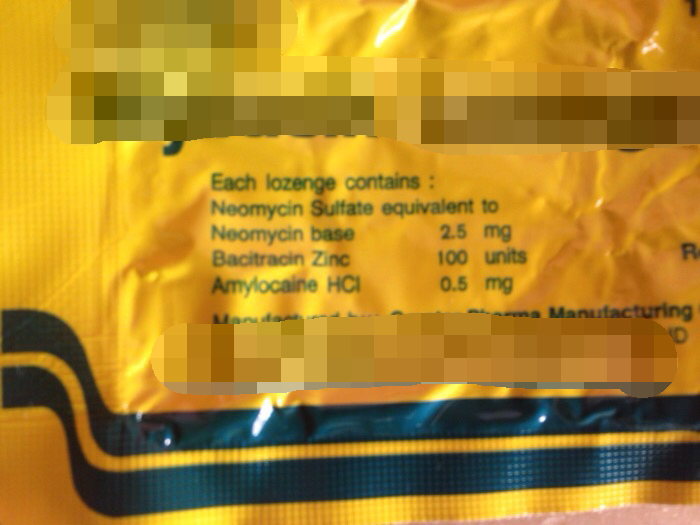 Each lozenge contains :
Neomycin Sulfate equivalent to
Neomycin base 2.5 mg
Bacitracin Zinc 100 units
Amylocaine HCl 0.5 mg
Manufacturing